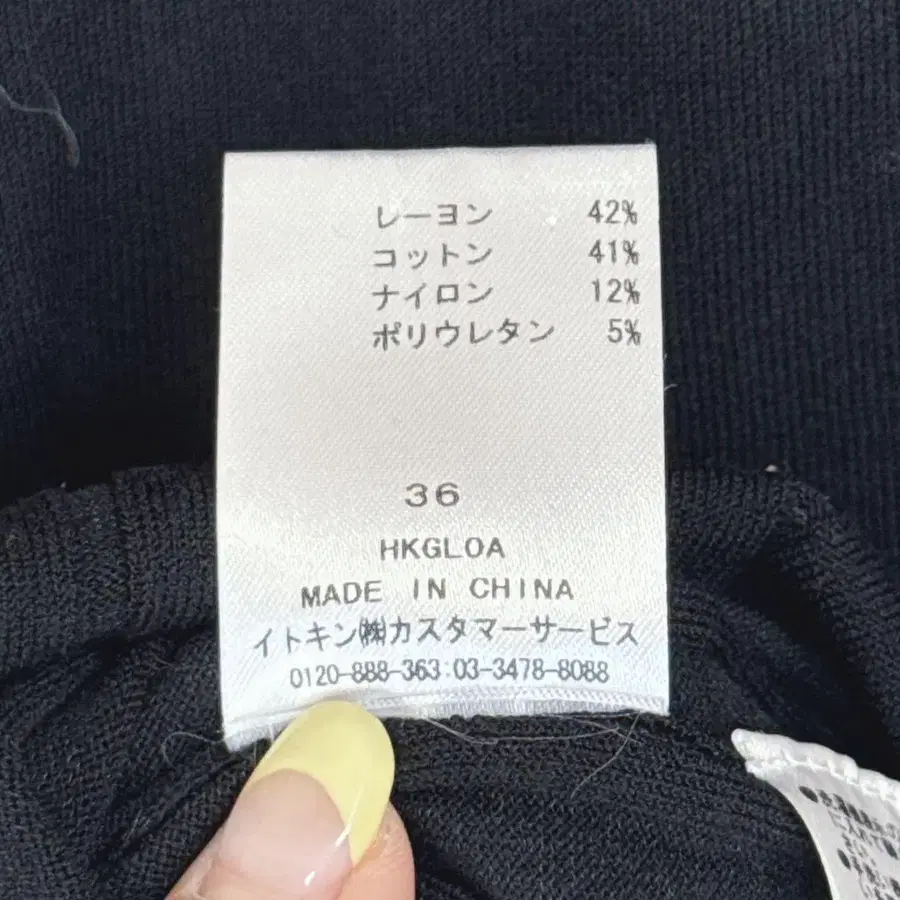 レーヨン 42%
コットン 41%
ナイロン 12%
ポリウレタン 5%
36
HKGLOA
MADE IN CHINA
イトキン㈱カスタマーサービス
0120-888-363・03-3478-8088